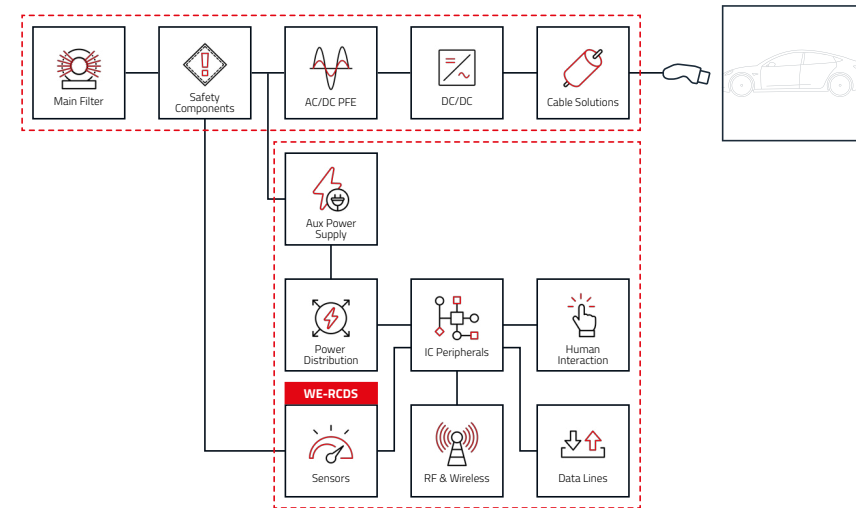 Main Filter
Safety
Components
AC/DC PFE
DC/DC
Cable Solutions
Aux Power
Supply
Power
Distribution
IC Peripherals
Human
Interaction
WE-RCDS
Sensors
RF & Wireless
Data Lines